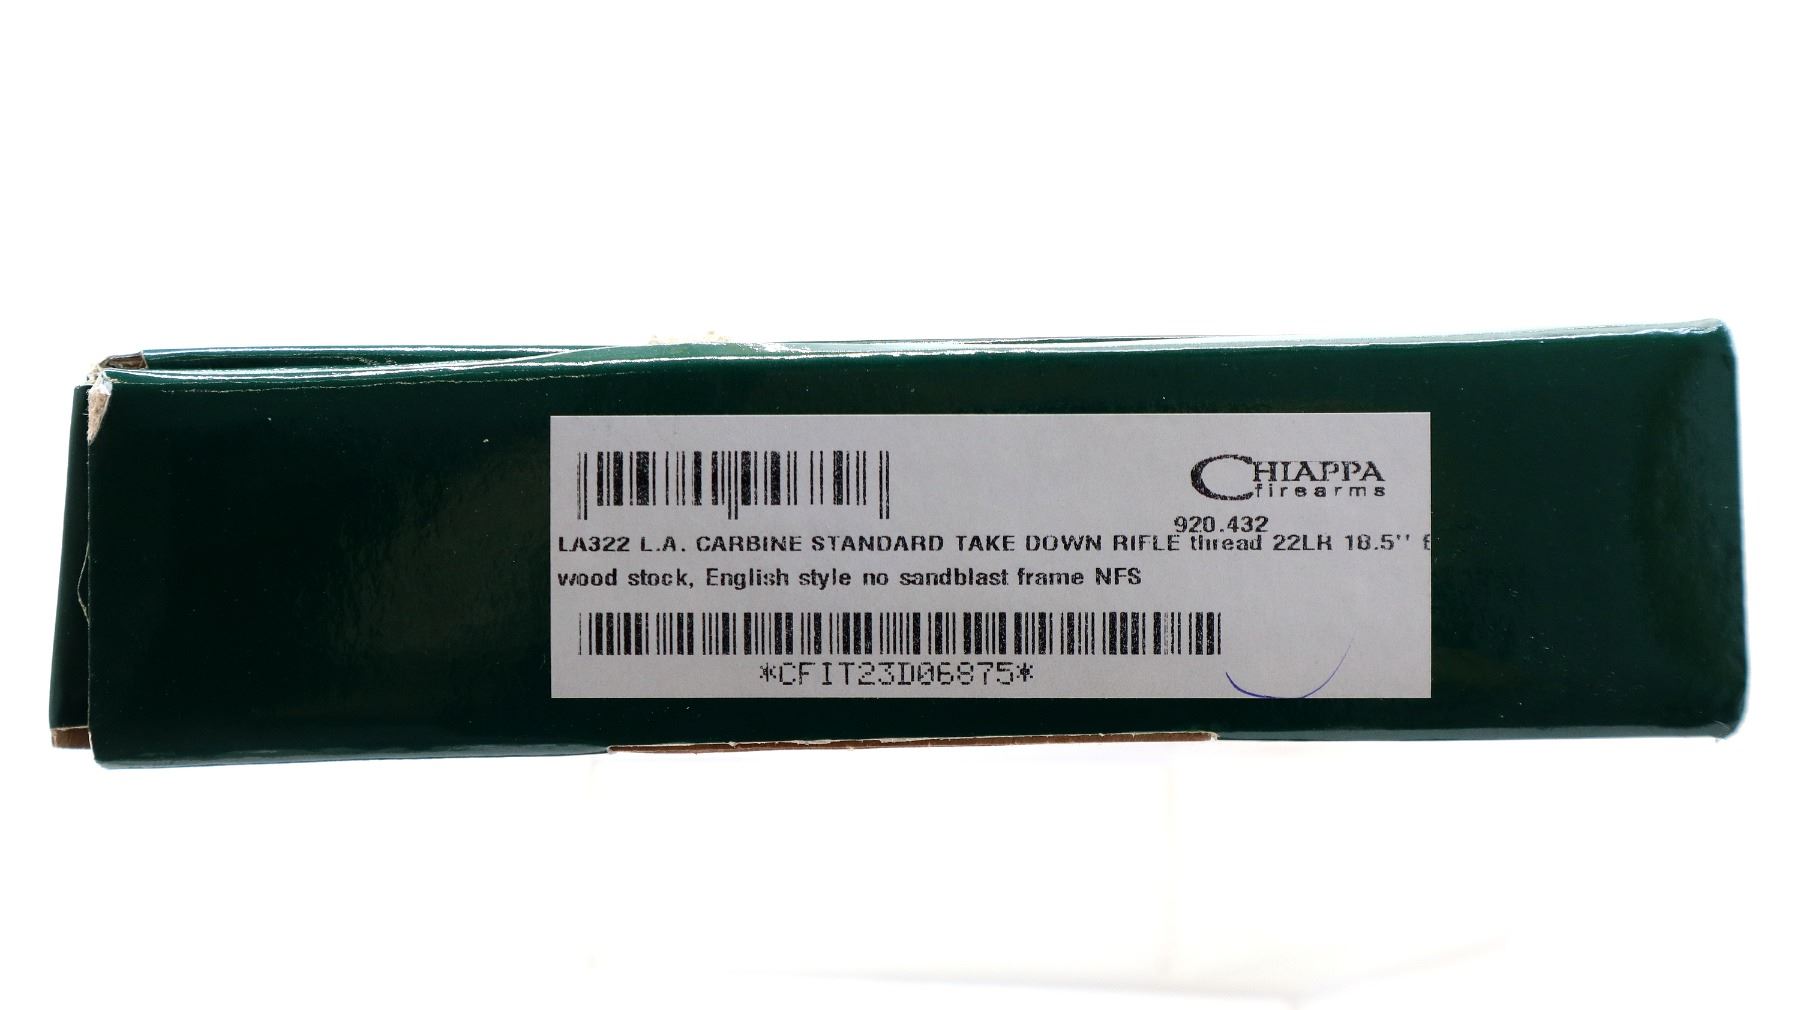 CHIAPPA
firearms
920.432
LA322 L.A. CARBINE STANDARD TAKE DOWN RIFLE thread 22LR 18.5''
wood stock, English style no sandblast frame NFS
*CFIT23D06875*